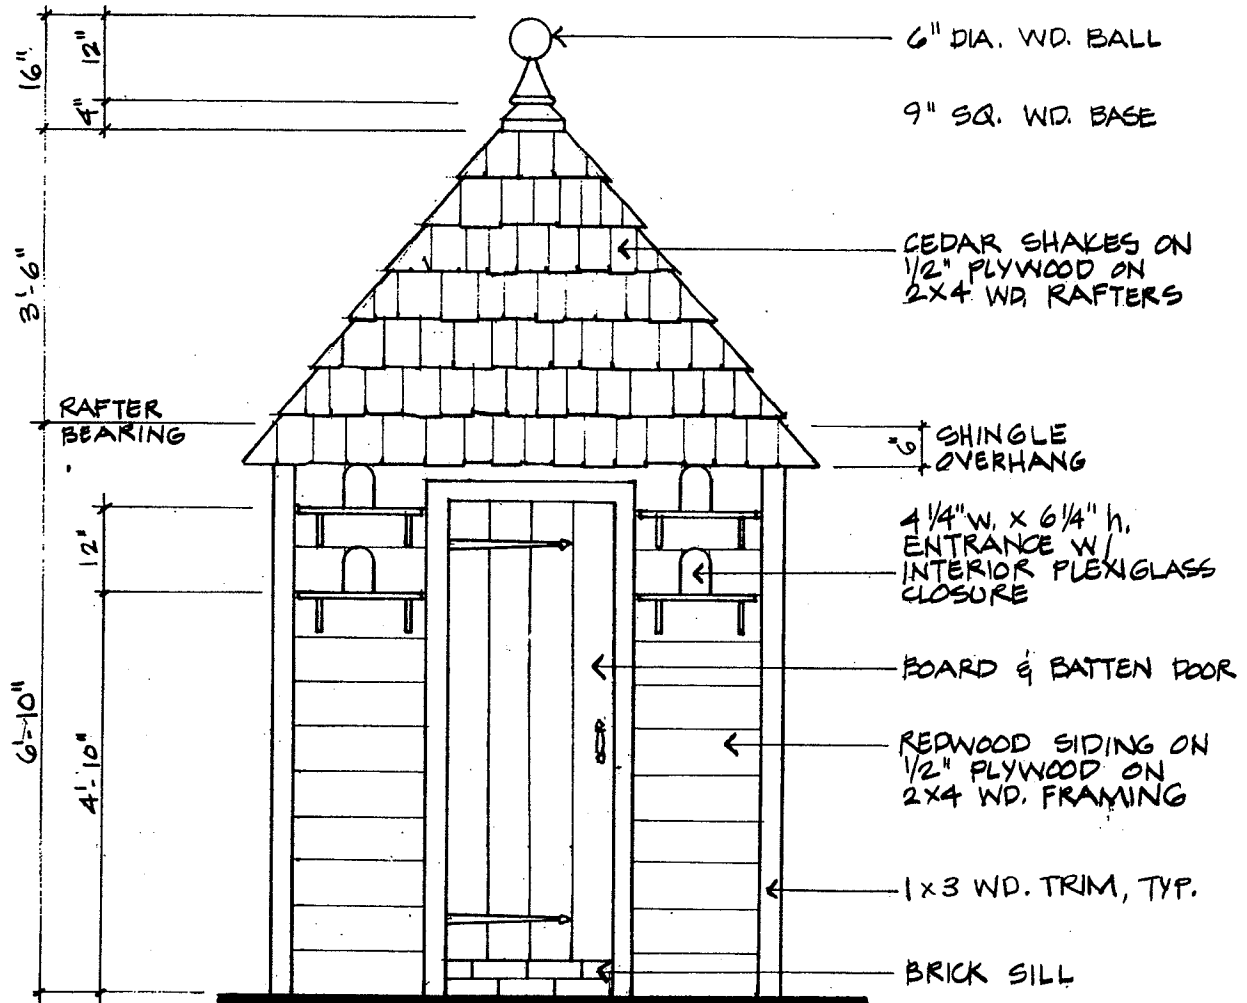 16"
12"
4"
3'-6"
RAFTER
BEARING
12"
6'-10"
4'-10"
6" DIA. WD. BALL
9" SQ. WD. BASE
CEDAR SHAKES ON
1/2" PLYWOOD ON
2X4 WD. RAFTERS
6"
SHINGLE
OVERHANG
4 1/4" W. X 6 1/4" h.
ENTRANCE W/
INTERIOR PLEXIGLASS
CLOSURE
BOARD & BATTEN DOOR
REDWOOD SIDING ON
1/2" PLYWOOD ON
2X4 WD. FRAMING
1 X 3 WD. TRIM, TYP.
BRICK SILL